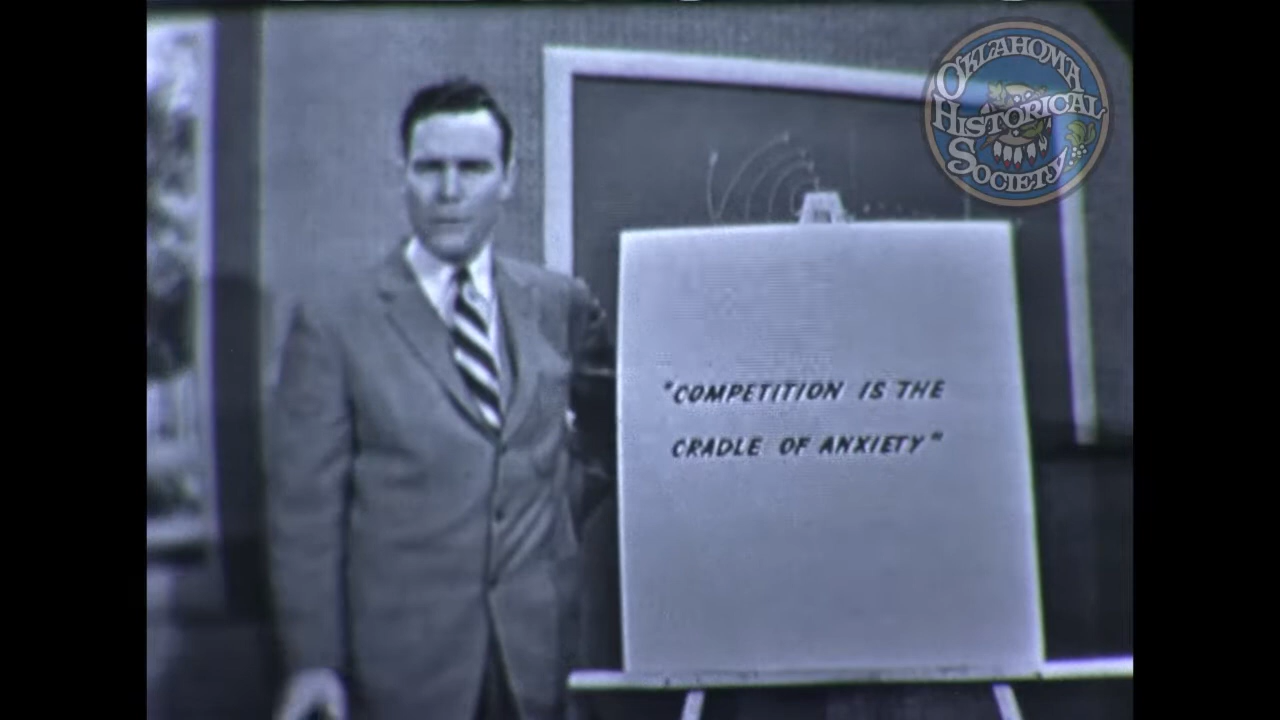 OKLAHOMA
HISTORICAL
SOCIETY
"COMPETITION IS THE
CRADLE OF ANXIETY"